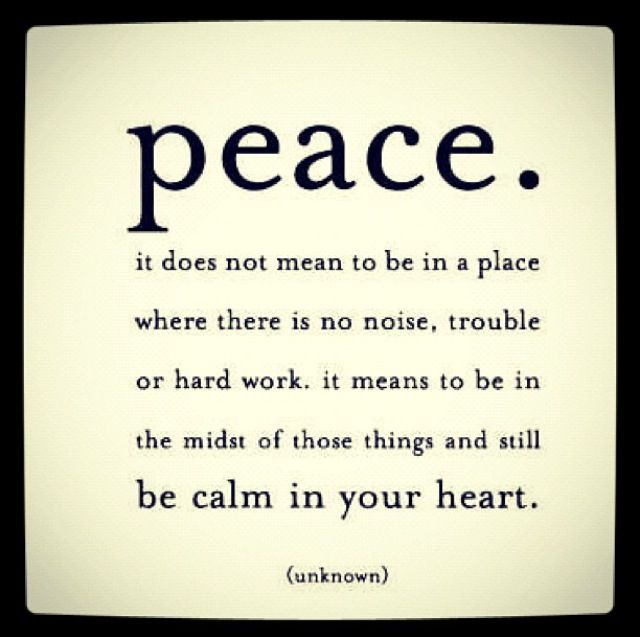 peace.
it does not mean to be in a place
where there is no noise, trouble
or hard work. it means to be in
the midst of those things and still
be calm in your heart.
(unknown)